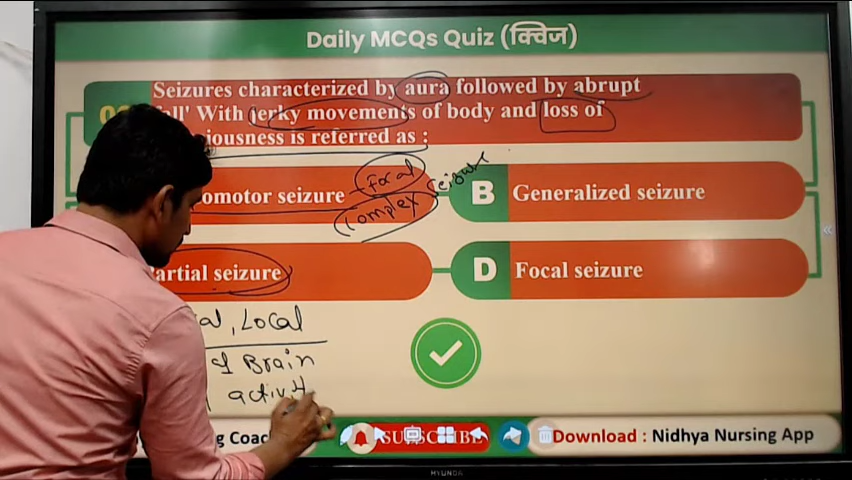 Daily MCQs Quiz (क्विज)
Seizures characterized by aura followed by abrupt
fall' With jerky movements of body and loss of
iousness is referred as :
omotor seizure
Focal
Complex seizure
B Generalized seizure
Partial seizure
D Focal seizure
al, Local
of Brain
activit
ng Coac
SUBSCRIBE
Download : Nidhya Nursing App
HYUNDAI